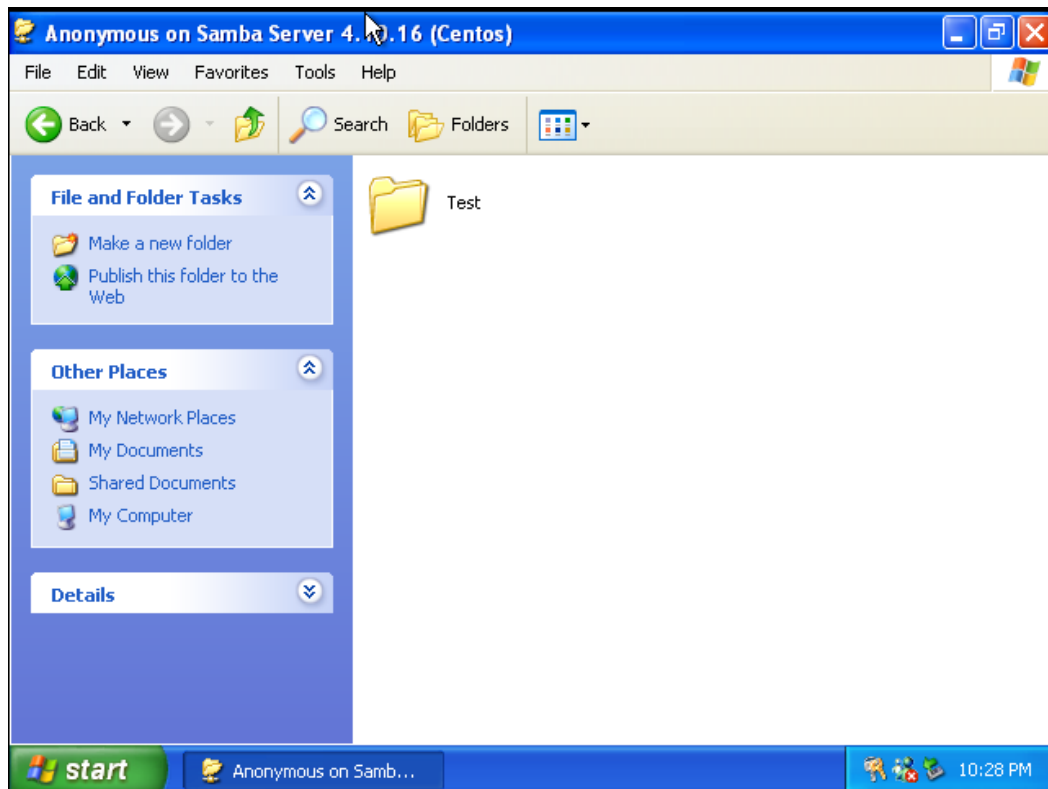 Anonymous on Samba Server 4. .16 (Centos)
File Edit View Favorites Tools Help
Back Search Folders
File and Folder Tasks
Make a new folder
Publish this folder to the
Web
Test
Other Places
My Network Places
My Documents
Shared Documents
My Computer
Details
start Anonymous on Samb... 10:28 PM